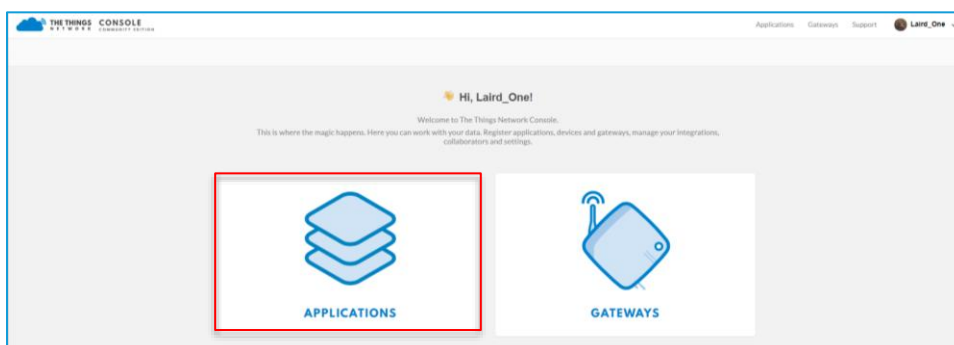 THE THINGS NETWORK CONSOLE COMMUNITY EDITION
Applications Gateways Support Laird_One
Hi, Laird_One!
Welcome to The Things Network Console.
This is where the magic happens. Here you can work with your data. Register applications, devices and gateways, manage your integrations,
collaborators and settings.
APPLICATIONS GATEWAYS